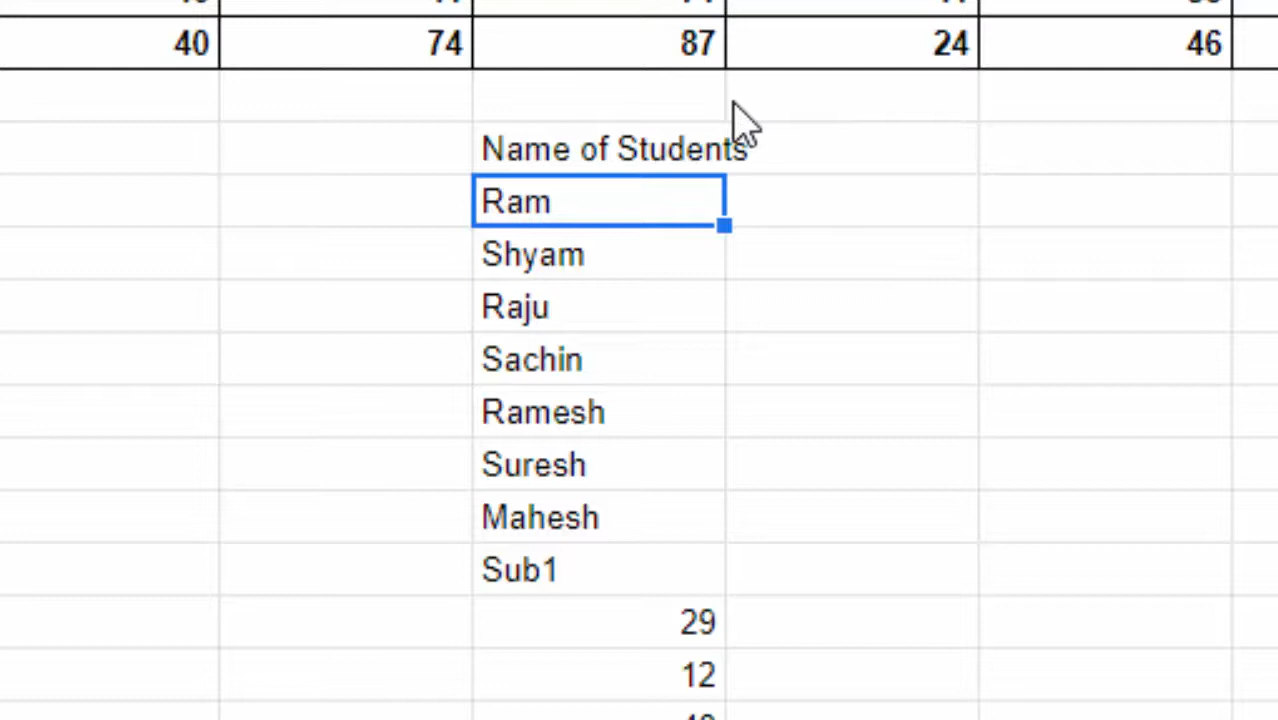 40 74 87 24 46
Name of Students
Ram
Shyam
Raju
Sachin
Ramesh
Suresh
Mahesh
Sub1
29
12